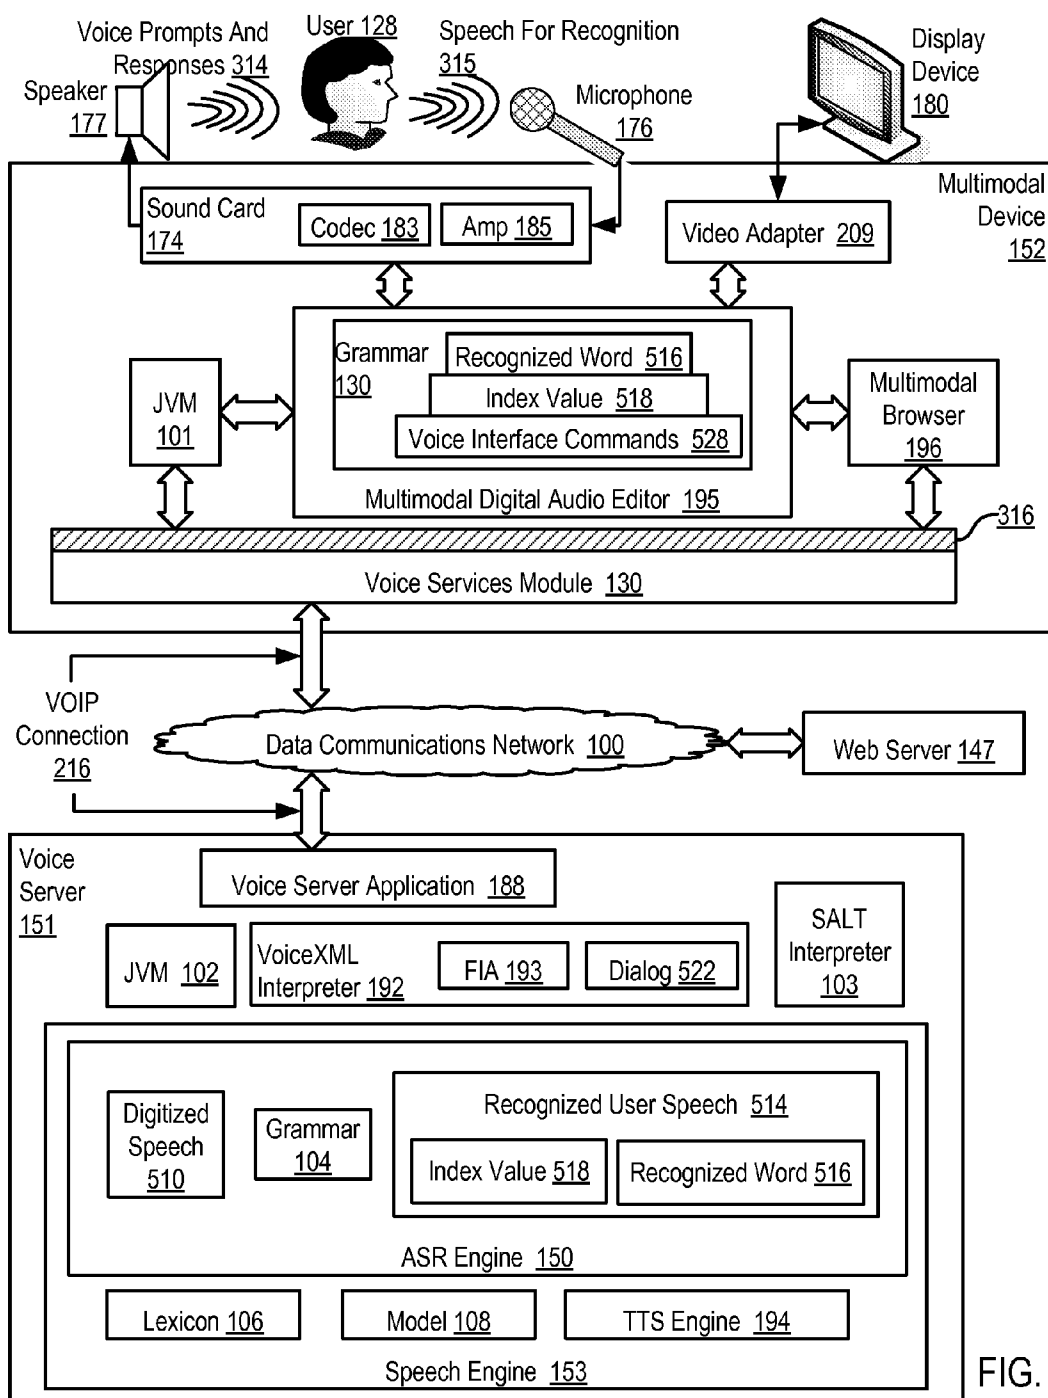 Voice Prompts And
Responses 314
User 128
Speech For Recognition
315
Display
Device
180
Speaker
177
Microphone
176
Multimodal
Device
152
Sound Card
174
Codec 183
Amp 185
Video Adapter 209
Grammar
130
Recognized Word 516
Index Value 518
Voice Interface Commands 528
JVM
101
Multimodal
Browser
196
Multimodal Digital Audio Editor 195
316
Voice Services Module 130
VOIP
Connection
216
Data Communications Network 100
Web Server 147
Voice
Server
151
Voice Server Application 188
JVM 102
VoiceXML
Interpreter 192
FIA 193
Dialog 522
SALT
Interpreter
103
Digitized
Speech
510
Grammar
104
Recognized User Speech 514
Index Value 518
Recognized Word 516
ASR Engine 150
Lexicon 106
Model 108
TTS Engine 194
Speech Engine 153
FIG.